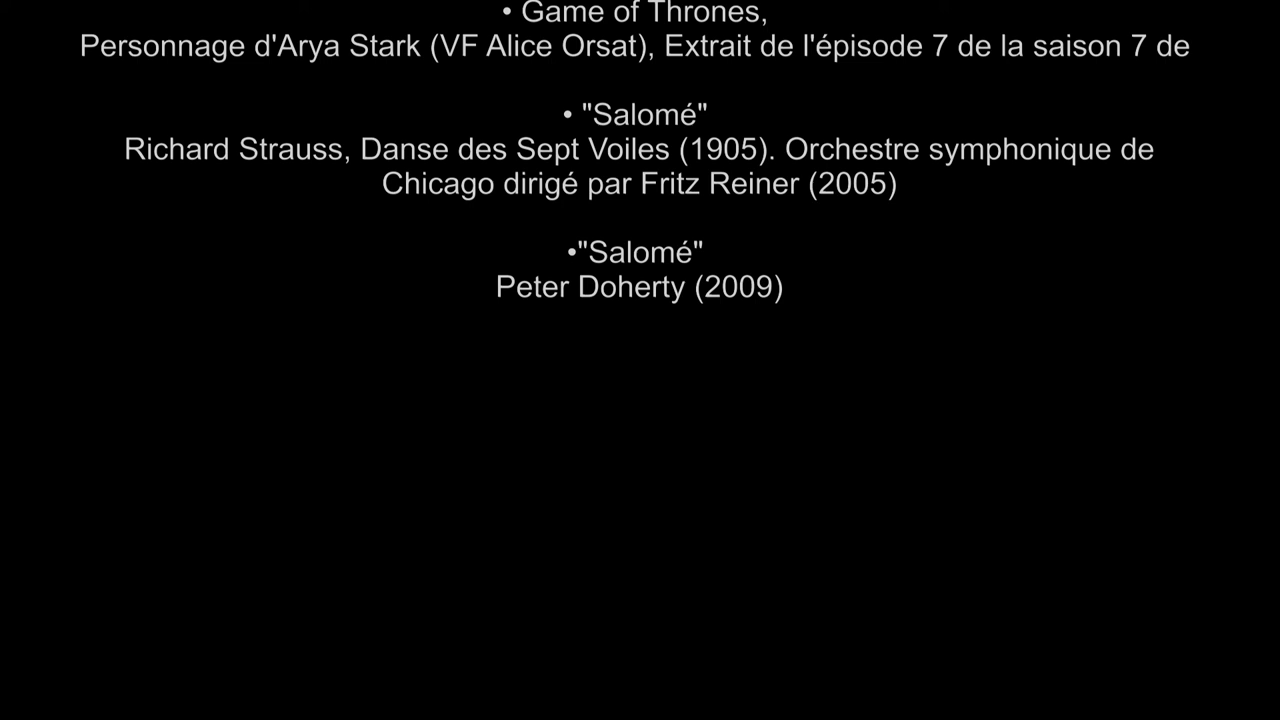 • Game of Thrones,
Personnage d'Arya Stark (VF Alice Orsat), Extrait de l'épisode 7 de la saison 7 de
• "Salomé"
Richard Strauss, Danse des Sept Voiles (1905). Orchestre symphonique de
Chicago dirigé par Fritz Reiner (2005)
•"Salomé"
Peter Doherty (2009)